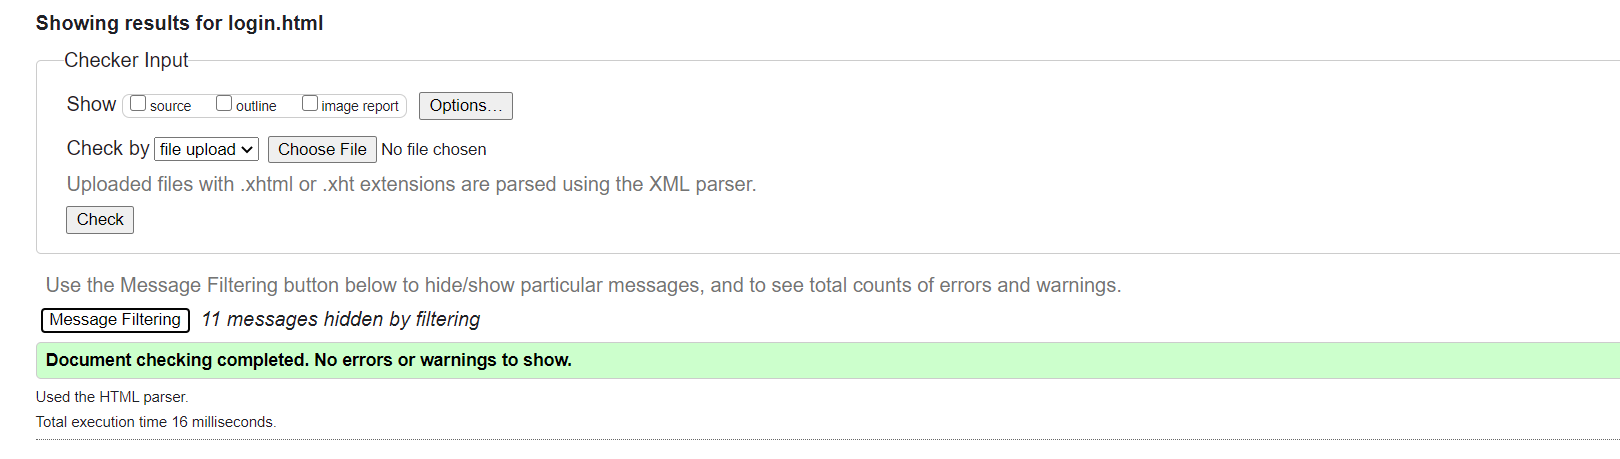 Showing results for login.html
Checker Input
Show source outline image report Options...
Check by file upload Choose File No file chosen
Uploaded files with .xhtml or .xht extensions are parsed using the XML parser.
Check
Use the Message Filtering button below to hide/show particular messages, and to see total counts of errors and warnings.
Message Filtering 11 messages hidden by filtering
Document checking completed. No errors or warnings to show.
Used the HTML parser.
Total execution time 16 milliseconds.